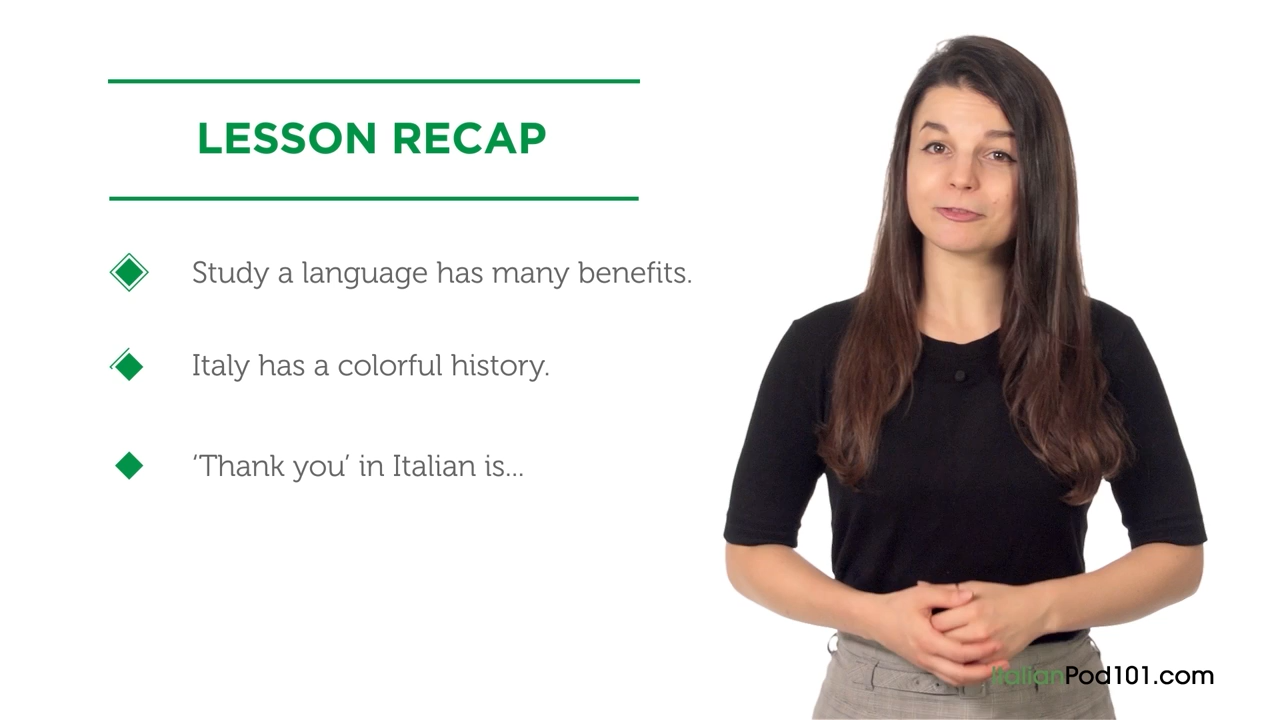 LESSON RECAP
Study a language has many benefits.
Italy has a colorful history.
‘Thank you’ in Italian is...
ItalianPod101.com